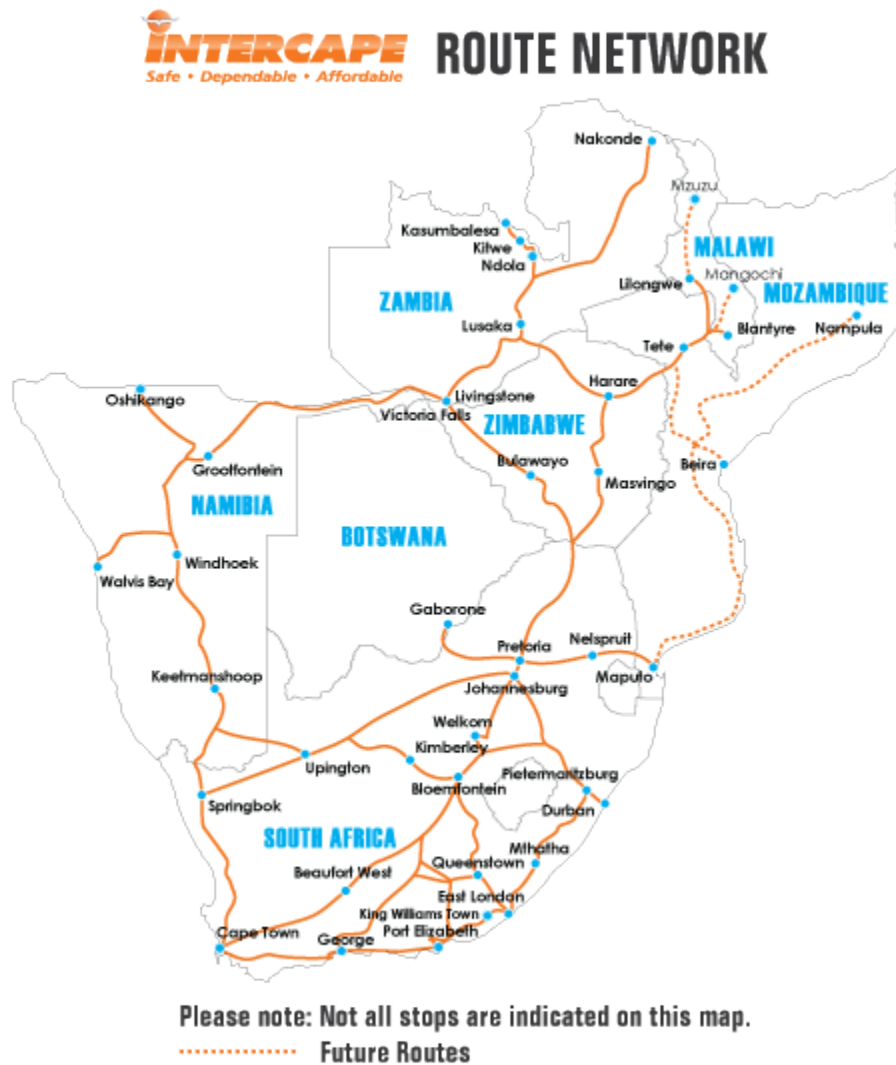 INTERCAPE
Safe • Dependable • Affordable
ROUTE NETWORK
Nakonde
Mzuzu
Kasumbalesa
Kitwe
Ndola
MALAWI
Mangochi
Lilongwe
ZAMBIA
MOZAMBIQUE
Lusaka
Blantyre
Nampula
Tete
Harare
Oshikango
Livingstone
Victoria Falls
ZIMBABWE
Bulawayo
Beira
Grootfontein
Masvingo
NAMIBIA
BOTSWANA
Windhoek
Walvis Bay
Gaborone
Pretoria
Nelspruit
Keetmanshoop
Johannesburg
Maputo
Welkom
Kimberley
Upington
Pietermaritzburg
Bloemfontein
Springbok
Durban
SOUTH AFRICA
Mthatha
Queenstown
Beaufort West
East London
King Williams Town
Port Elizabeth
Cape Town
George
Please note: Not all stops are indicated on this map.
Future Routes